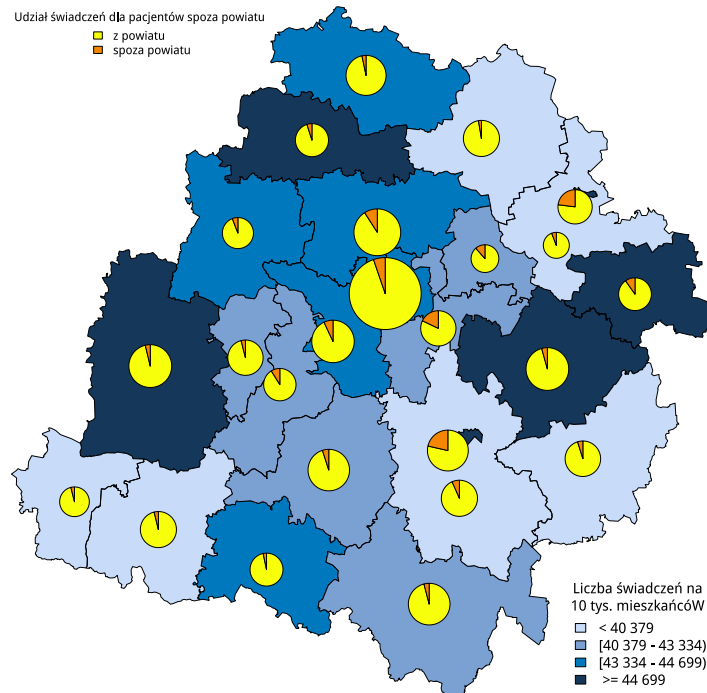 Udział świadczeń dla pacjentów spoza powiatu
z powiatu
spoza powiatu
Liczba świadczeń na
10 tys. mieszkańcóW
< 40 379
[40 379 - 43 334)
[43 334 - 44 699)
>= 44 699